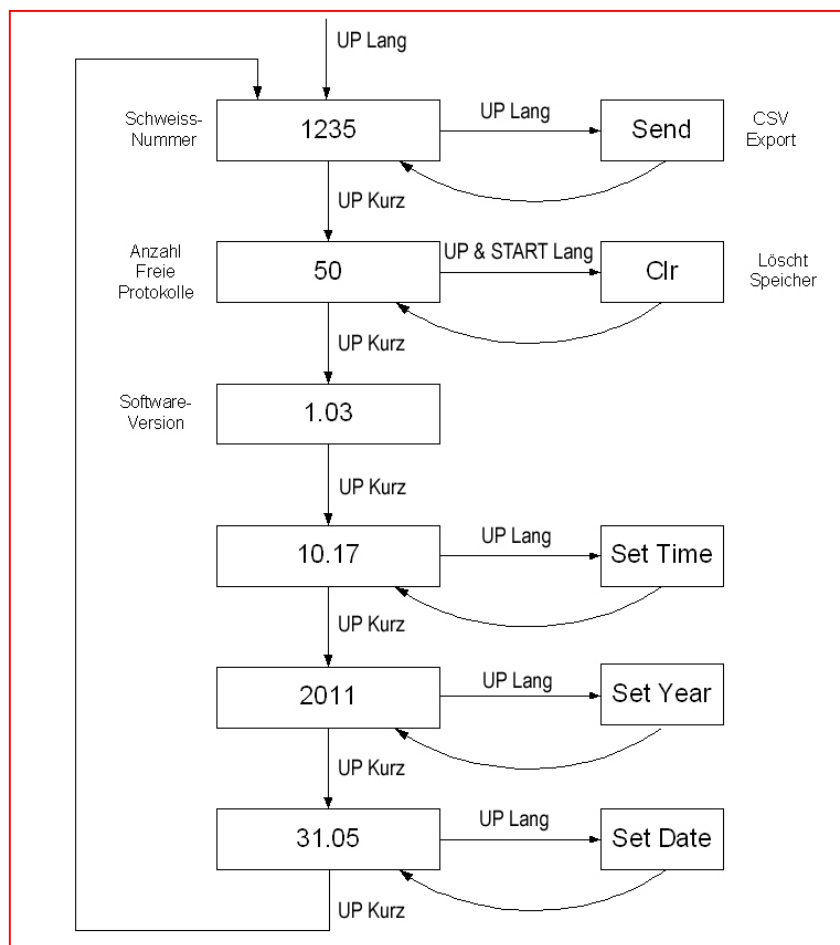 UP Lang
Schweiss-
Nummer
1235
UP Lang
Send
CSV
Export
UP Kurz
Anzahl
Freie
Protokolle
50
UP & START Lang
Clr
Löscht
Speicher
UP Kurz
Software-
Version
1.03
UP Kurz
10.17
UP Lang
Set Time
UP Kurz
2011
UP Lang
Set Year
UP Kurz
31.05
UP Lang
Set Date
UP Kurz